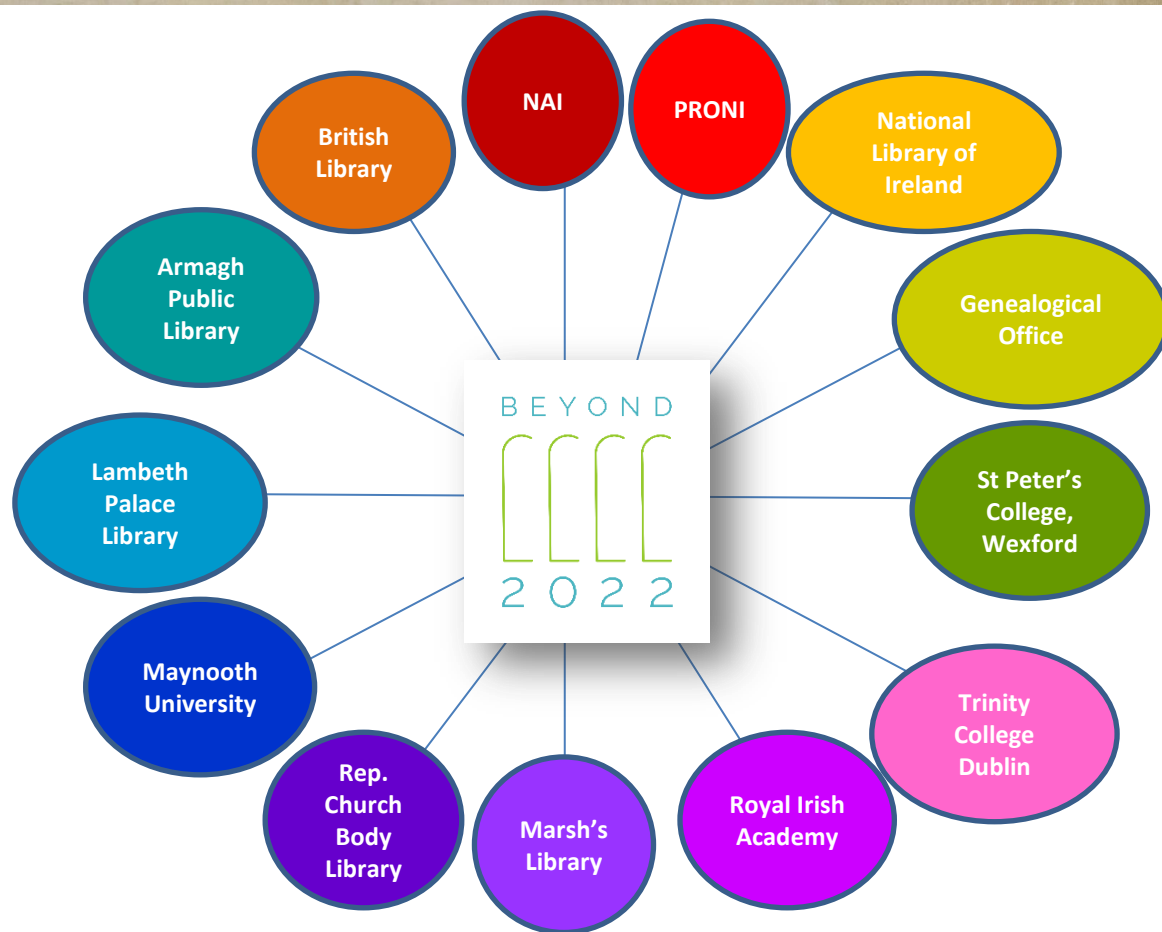 NAI
PRONI
National
Library of
Ireland
Genealogical
Office
St Peter’s
College,
Wexford
Trinity
College
Dublin
Royal Irish
Academy
Marsh’s
Library
Rep.
Church
Body
Library
Maynooth
University
Lambeth
Palace
Library
Armagh
Public
Library
British
Library
BEYOND
2022